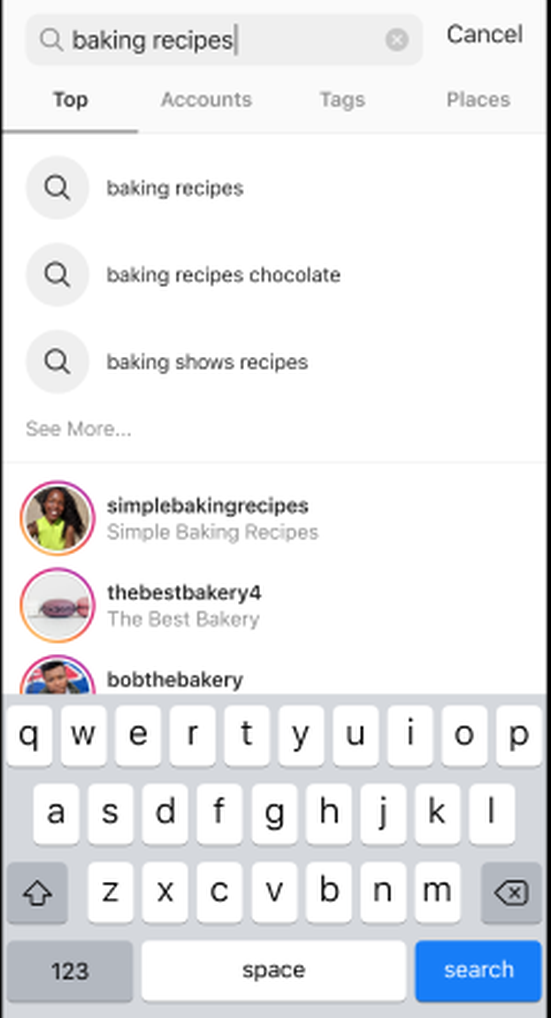 baking recipes
Cancel
Top Accounts Tags Places
baking recipes
baking recipes chocolate
baking shows recipes
See More...
simplebakingrecipes
Simple Baking Recipes
thebestbakery4
The Best Bakery
bobthebakery
q w e r t y u i o p
a s d f g h j k l
z x c v b n m
123 space search